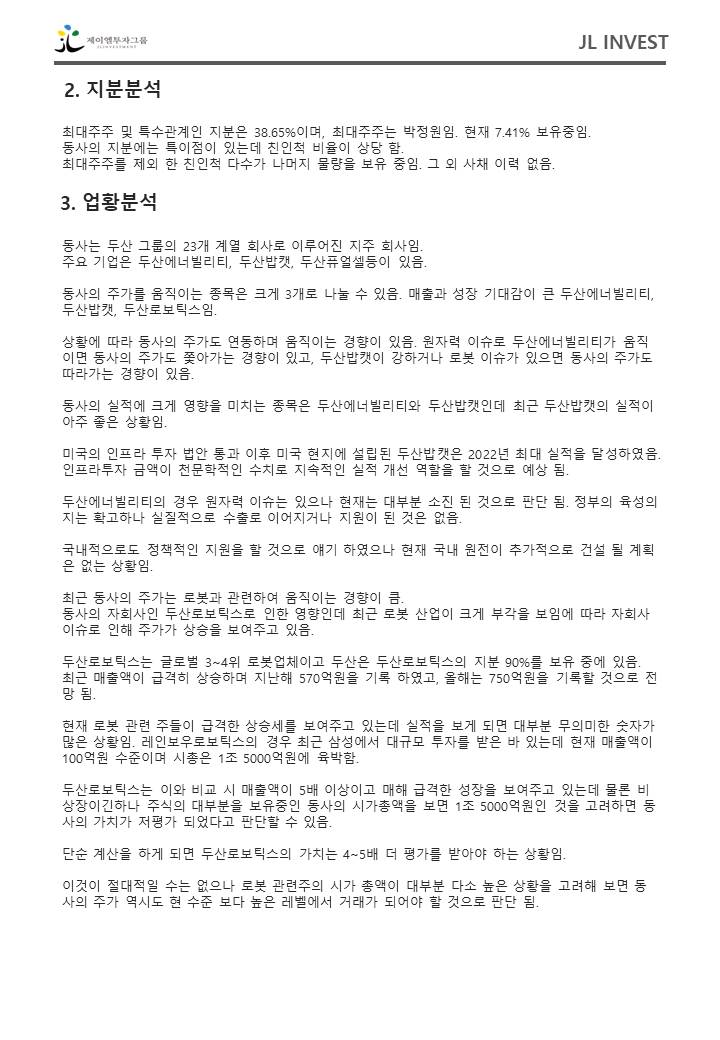 제이엘투자그룹
JLINVESTMENT
JL INVEST
2. 지분분석
최대주주 및 특수관계인 지분은 38.65%이며, 최대주주는 박정원임. 현재 7.41% 보유중임.
동사의 지분에는 특이점이 있는데 친인척 비율이 상당 함.
최대주주를 제외 한 친인척 다수가 나머지 물량을 보유 중임. 그 외 사채 이력 없음.
3. 업황분석
동사는 두산 그룹의 23개 계열 회사로 이루어진 지주 회사임.
주요 기업은 두산에너빌리티, 두산밥캣, 두산퓨얼셀등이 있음.
동사의 주가를 움직이는 종목은 크게 3개로 나눌 수 있음. 매출과 성장 기대감이 큰 두산에너빌리티,
두산밥캣, 두산로보틱스임.
상황에 따라 동사의 주가도 연동하며 움직이는 경향이 있음. 원자력 이슈로 두산에너빌리티가 움직
이면 동사의 주가도 쫓아가는 경향이 있고, 두산밥캣이 강하거나 로봇 이슈가 있으면 동사의 주가도
따라가는 경향이 있음.
동사의 실적에 크게 영향을 미치는 종목은 두산에너빌리티와 두산밥캣인데 최근 두산밥캣의 실적이
아주 좋은 상황임.
미국의 인프라 투자 법안 통과 이후 미국 현지에 설립된 두산밥캣은 2022년 최대 실적을 달성하였음.
인프라투자 금액이 천문학적인 수치로 지속적인 실적 개선 역할을 할 것으로 예상 됨.
두산에너빌리티의 경우 원자력 이슈는 있으나 현재는 대부분 소진 된 것으로 판단 됨. 정부의 육성의
지는 확고하나 실질적으로 수출로 이어지거나 지원이 된 것은 없음.
국내적으로도 정책적인 지원을 할 것으로 얘기 하였으나 현재 국내 원전이 추가적으로 건설 될 계획
은 없는 상황임.
최근 동사의 주가는 로봇과 관련하여 움직이는 경향이 큼.
동사의 자회사인 두산로보틱스로 인한 영향인데 최근 로봇 산업이 크게 부각을 보임에 따라 자회사
이슈로 인해 주가가 상승을 보여주고 있음.
두산로보틱스는 글로벌 3~4위 로봇업체이고 두산은 두산로보틱스의 지분 90%를 보유 중에 있음.
최근 매출액이 급격히 상승하며 지난해 570억원을 기록 하였고, 올해는 750억원을 기록할 것으로 전
망 됨.
현재 로봇 관련 주들이 급격한 상승세를 보여주고 있는데 실적을 보게 되면 대부분 무의미한 숫자가
많은 상황임. 레인보우로보틱스의 경우 최근 삼성에서 대규모 투자를 받은 바 있는데 현재 매출액이
100억원 수준이며 시총은 1조 5000억원에 육박함.
두산로보틱스는 이와 비교 시 매출액이 5배 이상이고 매해 급격한 성장을 보여주고 있는데 물론 비
상장이긴하나 주식의 대부분을 보유중인 동사의 시가총액을 보면 1조 5000억원인 것을 고려하면 동
사의 가치가 저평가 되었다고 판단할 수 있음.
단순 계산을 하게 되면 두산로보틱스의 가치는 4~5배 더 평가를 받아야 하는 상황임.
이것이 절대적일 수는 없으나 로봇 관련주의 시가 총액이 대부분 다소 높은 상황을 고려해 보면 동
사의 주가 역시도 현 수준 보다 높은 레벨에서 거래가 되어야 할 것으로 판단 됨.